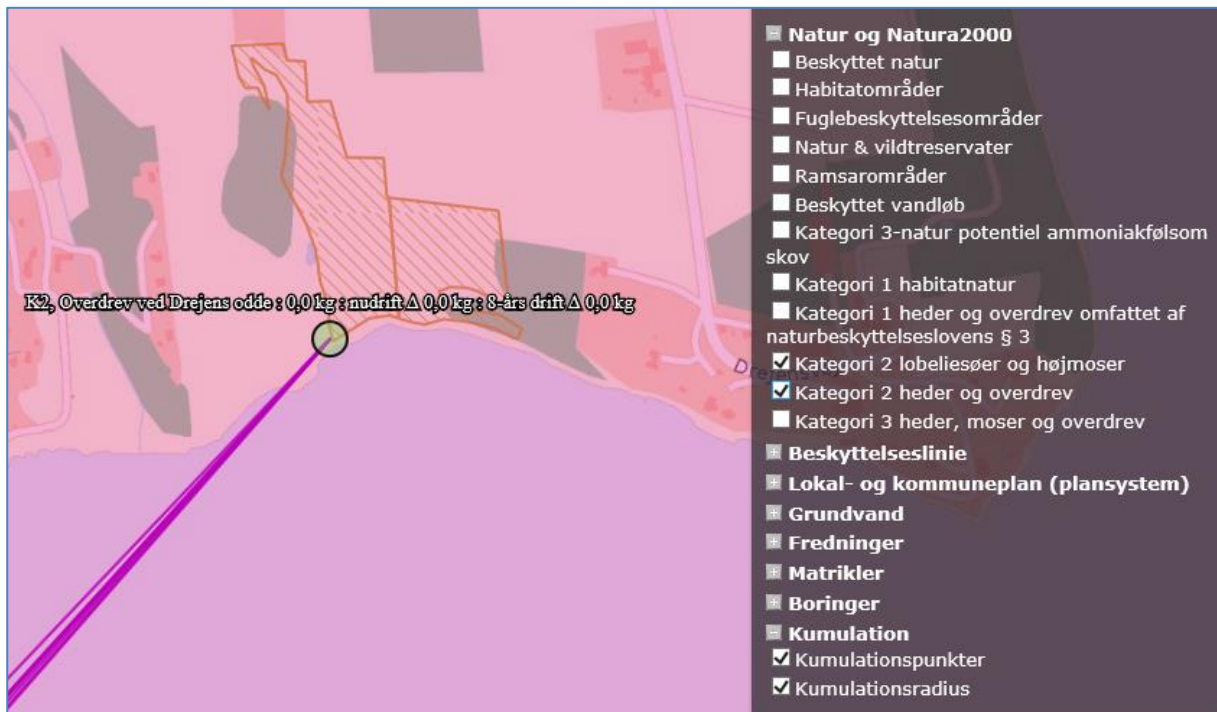 K2, Overdrev ved Drejens odde : 0,0 kg : nudrift Δ 0,0 kg : 8-års drift Δ 0,0 kg
Natur og Natura2000
Beskyttet natur
Habitatområder
Fuglebeskyttelsesområder
Natur & vildtreservater
Ramsarområder
Beskyttet vandløb
Kategori 3-natur potentiel ammoniakfølsom
skov
Kategori 1 habitatnatur
Kategori 1 heder og overdrev omfattet af
naturbeskyttelseslovens § 3
Kategori 2 lobeliesøer og højmoser
Kategori 2 heder og overdrev
Kategori 3 heder, moser og overdrev
Beskyttelseslinie
Lokal- og kommuneplan (plansystem)
Grundvand
Fredninger
Matrikler
Boringer
Kumulation
Kumulationspunkter
Kumulationsradius